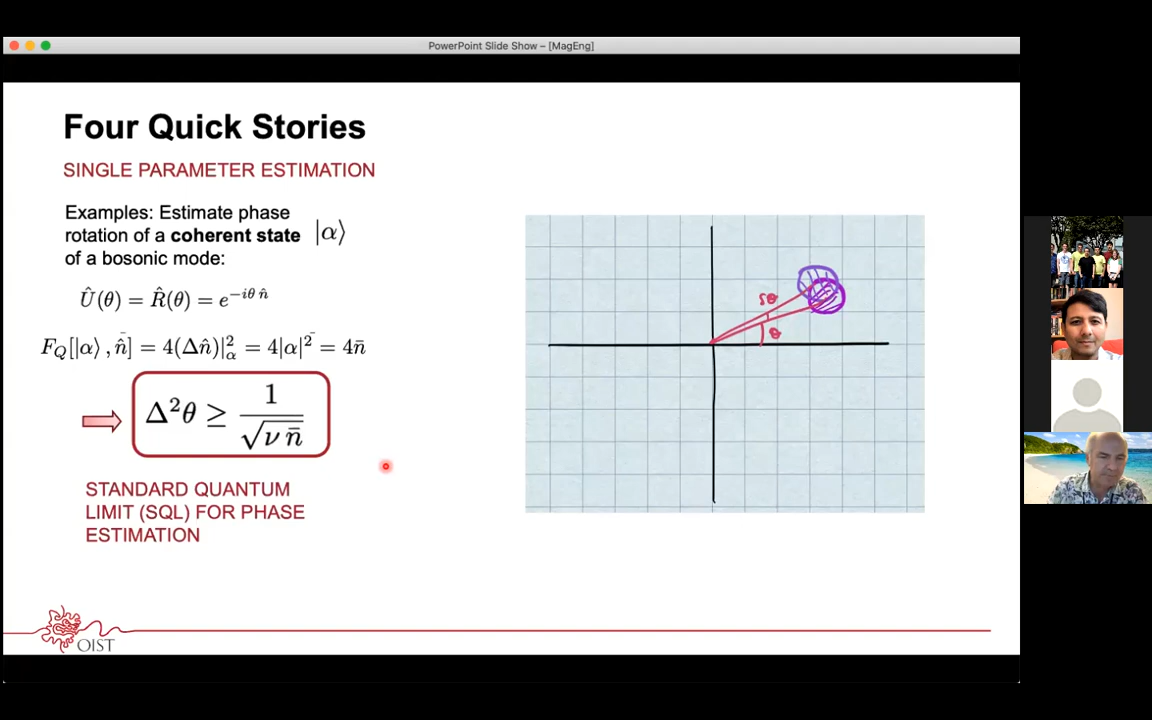 PowerPoint Slide Show – [MagEng]
Four Quick Stories
SINGLE PARAMETER ESTIMATION
Examples: Estimate phase
rotation of a coherent state |α⟩
of a bosonic mode:
Û(θ) = R̂(θ) = e^{−iθ n̂}
F_Q[|α⟩, n̂] = 4(Δn̂)|²_α = 4|α|² = 4n̄
Δ²θ ≥ 1/√(ν n̄)
STANDARD QUANTUM
LIMIT (SQL) FOR PHASE
ESTIMATION
δθ
θ
OIST